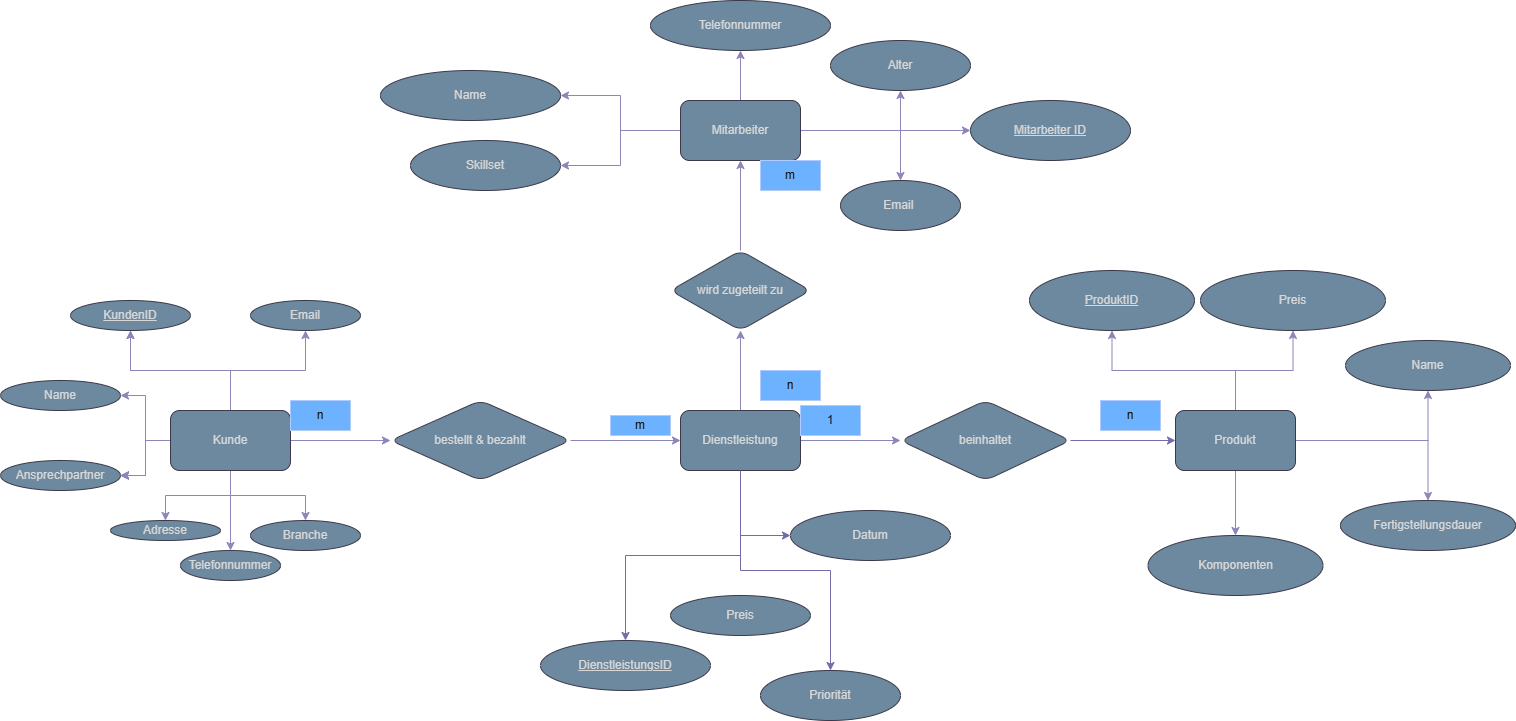 Telefonnummer
Alter
Name
Mitarbeiter
Mitarbeiter ID
Skillset
m
Email
wird zugeteilt zu
KundenID
Email
ProduktID
Preis
Name
n
Name
n
1
n
m
Kunde
bestellt & bezahlt
Dienstleistung
beinhaltet
Produkt
Ansprechpartner
Adresse
Branche
Datum
Fertigstellungsdauer
Telefonnummer
Komponenten
Preis
DienstleistungsID
Priorität